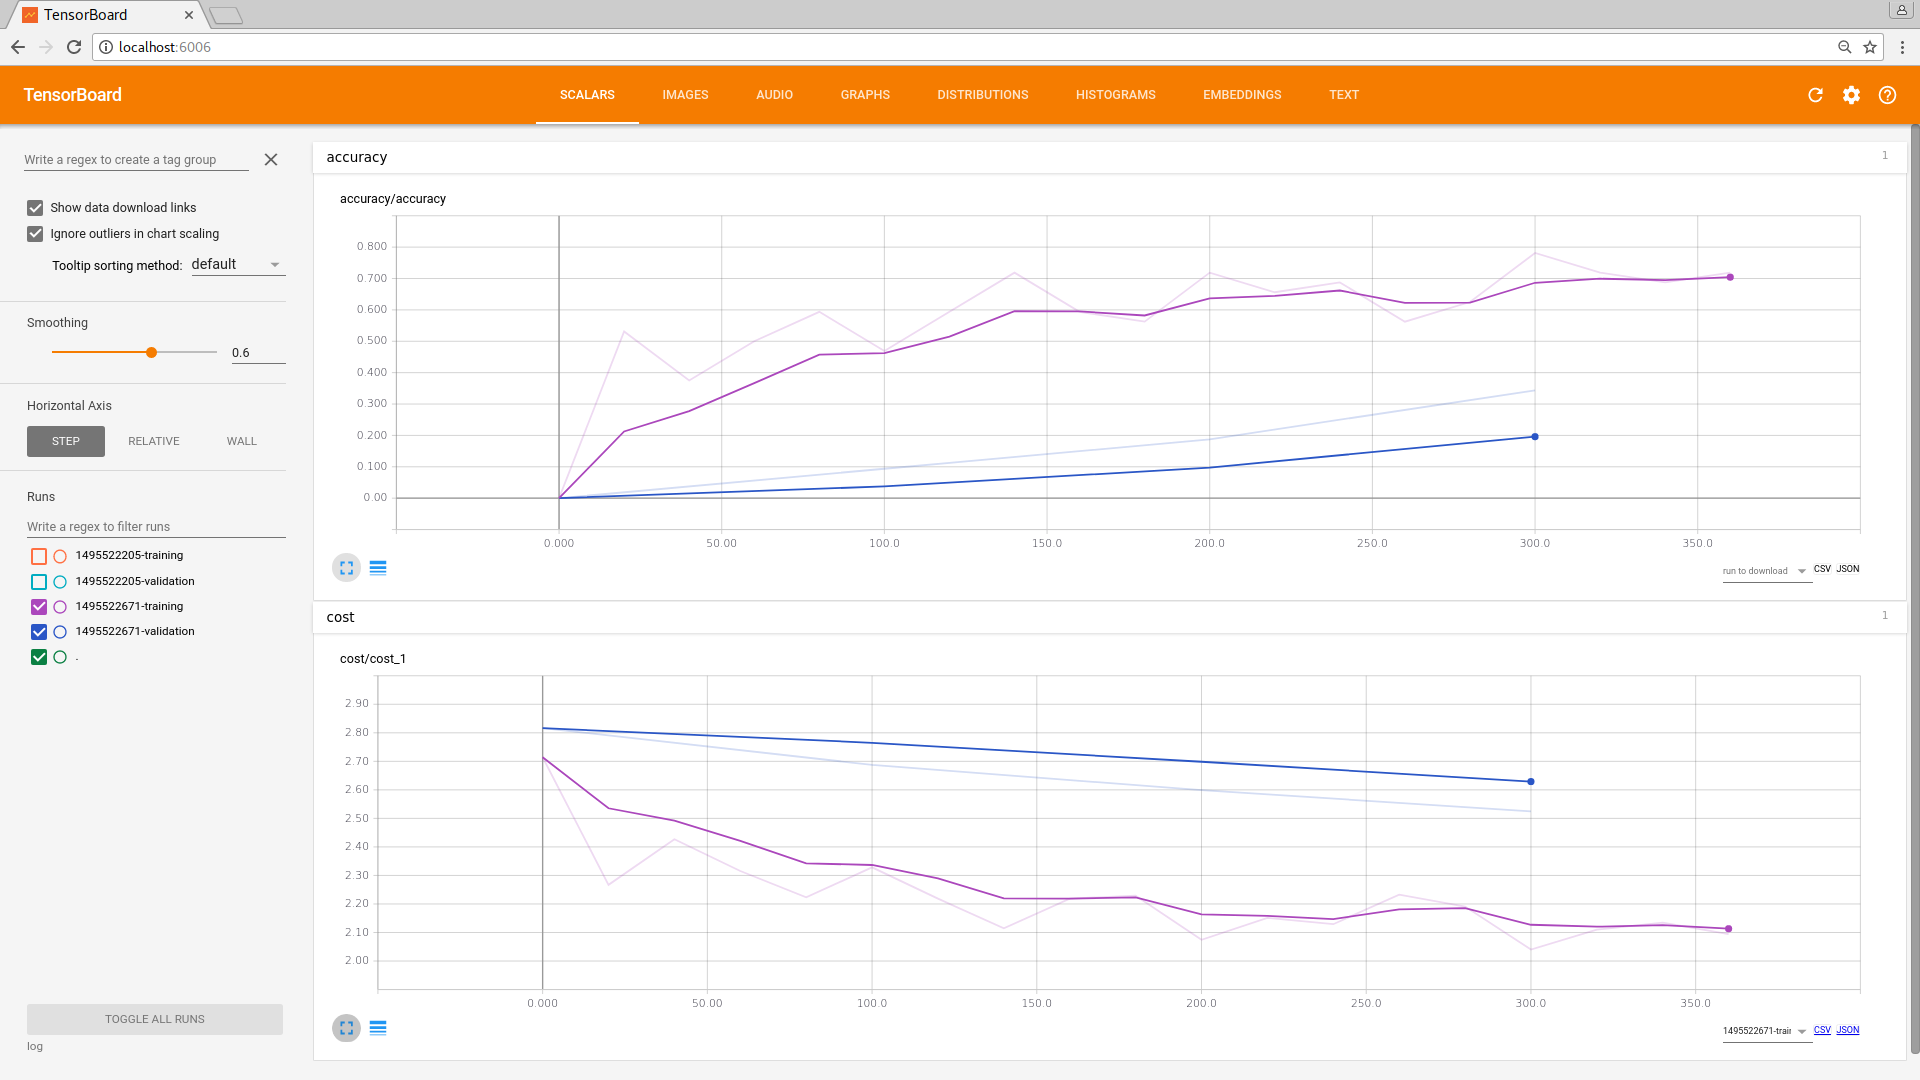 TensorBoard
localhost:6006
TensorBoard
SCALARS IMAGES AUDIO GRAPHS DISTRIBUTIONS HISTOGRAMS EMBEDDINGS TEXT
Write a regex to create a tag group
Show data download links
Ignore outliers in chart scaling
Tooltip sorting method: default
Smoothing
0.6
Horizontal Axis
STEP RELATIVE WALL
Runs
Write a regex to filter runs
1495522205-training
1495522205-validation
1495522671-training
1495522671-validation
.
TOGGLE ALL RUNS
log
accuracy 1
accuracy/accuracy
0.800
0.700
0.600
0.500
0.400
0.300
0.200
0.100
0.00
0.000 50.00 100.0 150.0 200.0 250.0 300.0 350.0
run to download CSV JSON
cost 1
cost/cost_1
2.90
2.80
2.70
2.60
2.50
2.40
2.30
2.20
2.10
2.00
0.000 50.00 100.0 150.0 200.0 250.0 300.0 350.0
1495522671-trair CSV JSON